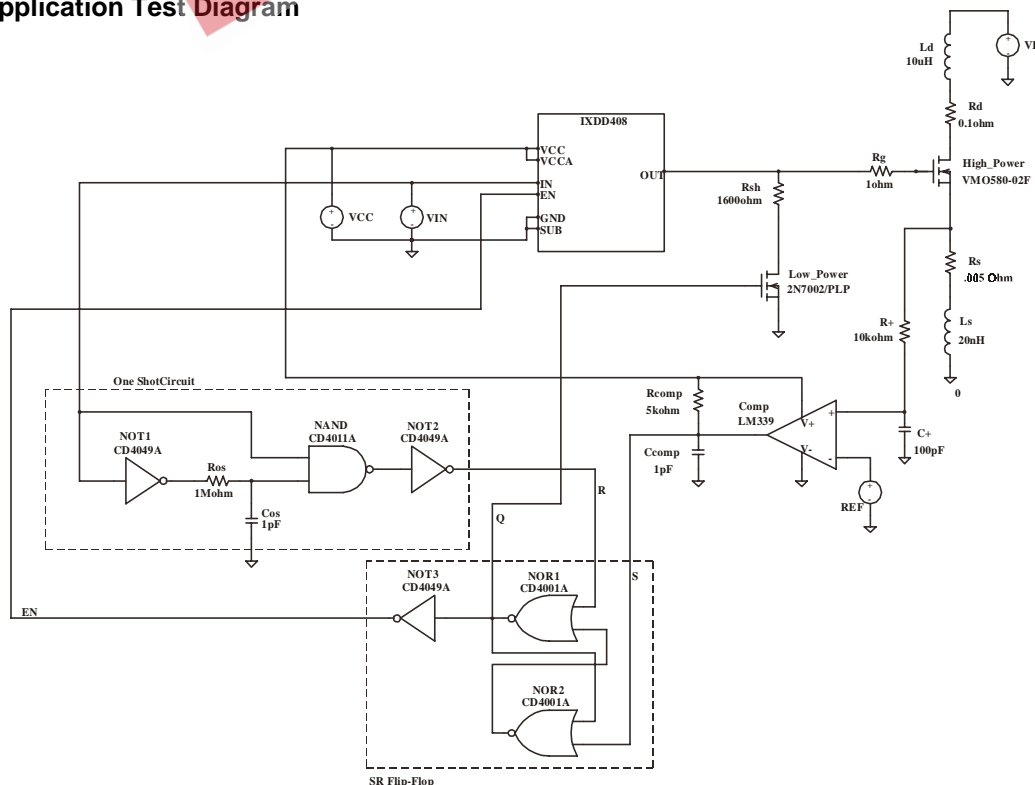 pplication Test Diagram
Ld
10uH
Rd
0.1ohm
High_Power
VMO580-02F
Rg
1ohm
Rsh
1600ohm
IXDD408
VCC
VCCA
IN
EN
GND
SUB
OUT
VCC
VIN
Low_Power
2N7002/PLP
Rs
.005 Ohm
R+
10kohm
Ls
20nH
0
One ShotCircuit
NOT1
CD4049A
Ros
1Mohm
Cos
1pF
NAND
CD4011A
NOT2
CD4049A
Rcomp
5kohm
Comp
LM339
V+
V-
+
-
Ccomp
1pF
C+
100pF
+
-
REF
R
Q
S
EN
NOT3
CD4049A
NOR1
CD4001A
NOR2
CD4001A
SR Flip-Flop